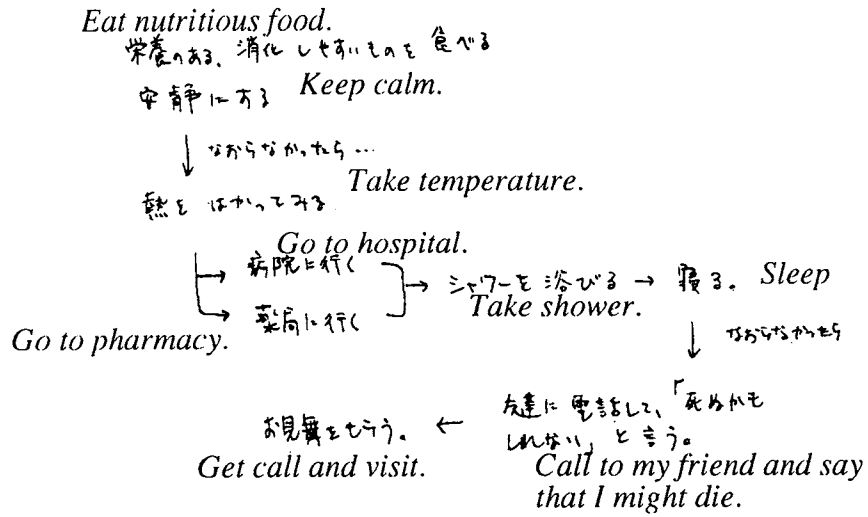 Eat nutritious food.
栄養のある、消化しやすいものを食べる
安静にする Keep calm.
なおらなかったら…
Take temperature.
熱をはかってみる
Go to hospital.
病院に行く
シャワーを浴びる → 寝る。 Sleep
Take shower.
薬局に行く
Go to pharmacy.
なおらなかったら
友達に電話して、「死ぬかも
しれない」と言う。
お見舞をもらう。
Get call and visit.
Call to my friend and say
that I might die.